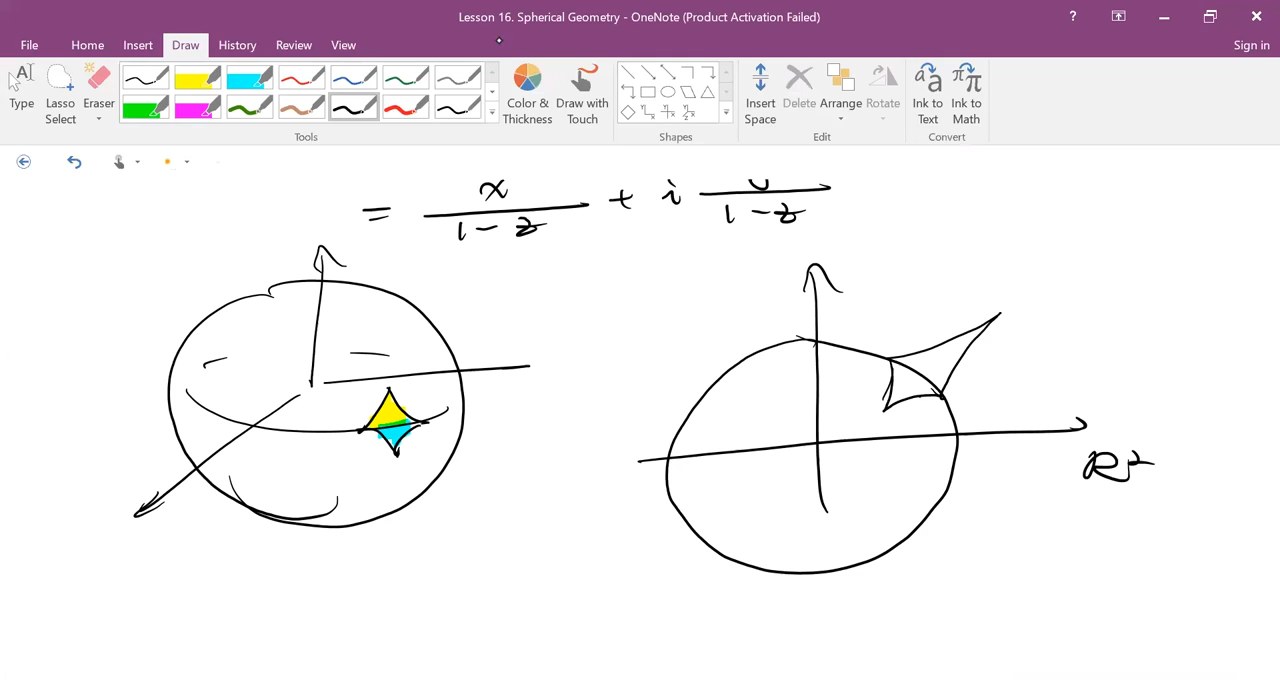 Lesson 16. Spherical Geometry - OneNote (Product Activation Failed)
?
File Home Insert Draw History Review View
Sign in
Type
Lasso Select
Eraser
Color & Thickness
Draw with Touch
Insert Space
Delete
Arrange
Rotate
Ink to Text
Ink to Math
Tools
Shapes
Edit
Convert
= x / (1 - z) + i / (1 - z)
R²